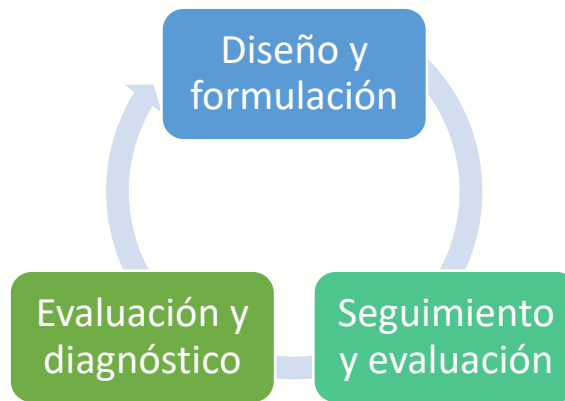 Diseño y
formulación
Evaluación y
diagnóstico
Seguimiento
y evaluación